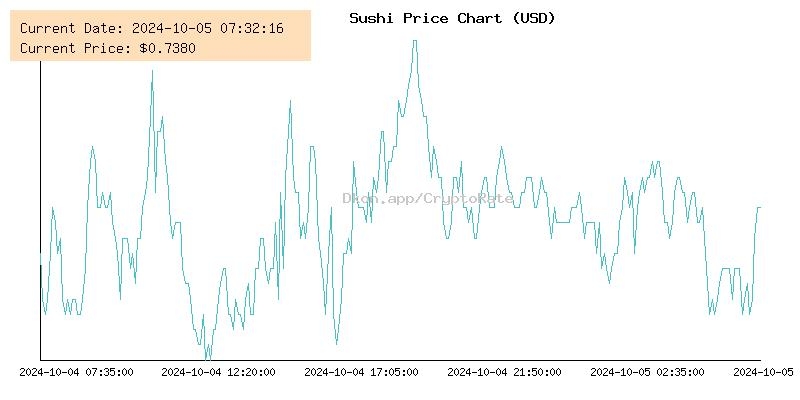 Sushi Price Chart (USD)
Current Date: 2024-10-05 07:32:16
Current Price: $0.7380
Dkon.app/CryptoRate
2024-10-04 07:35:00 2024-10-04 12:20:00 2024-10-04 17:05:00 2024-10-04 21:50:00 2024-10-05 02:35:00 2024-10-05